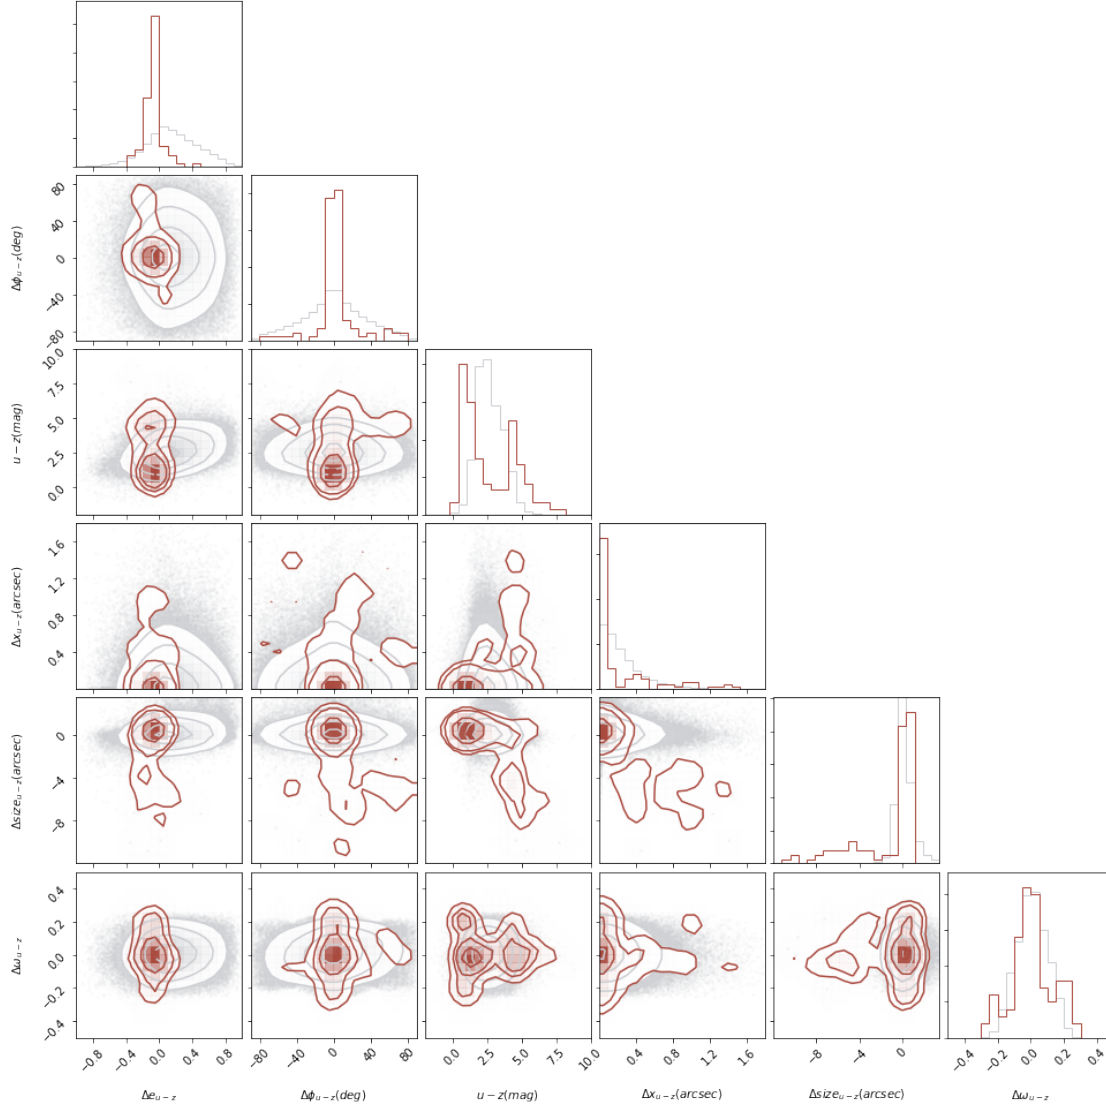 80
40
0
−40
−80
Δϕu−z(deg)
10.0
7.5
5.0
2.5
0.0
u − z(mag)
1.6
1.2
0.8
0.4
Δxu−z(arcsec)
0
−4
−8
Δsizeu−z(arcsec)
0.4
0.2
0.0
−0.2
−0.4
Δωu−z
−0.8 −0.4 0.0 0.4 0.8
−80 −40 0 40 80
0.0 2.5 5.0 7.5 10.0
0.4 0.8 1.2 1.6
−8 −4 0
−0.4 −0.2 0.0 0.2 0.4
Δeu−z Δϕu−z(deg) u − z(mag) Δxu−z(arcsec) Δsizeu−z(arcsec) Δωu−z